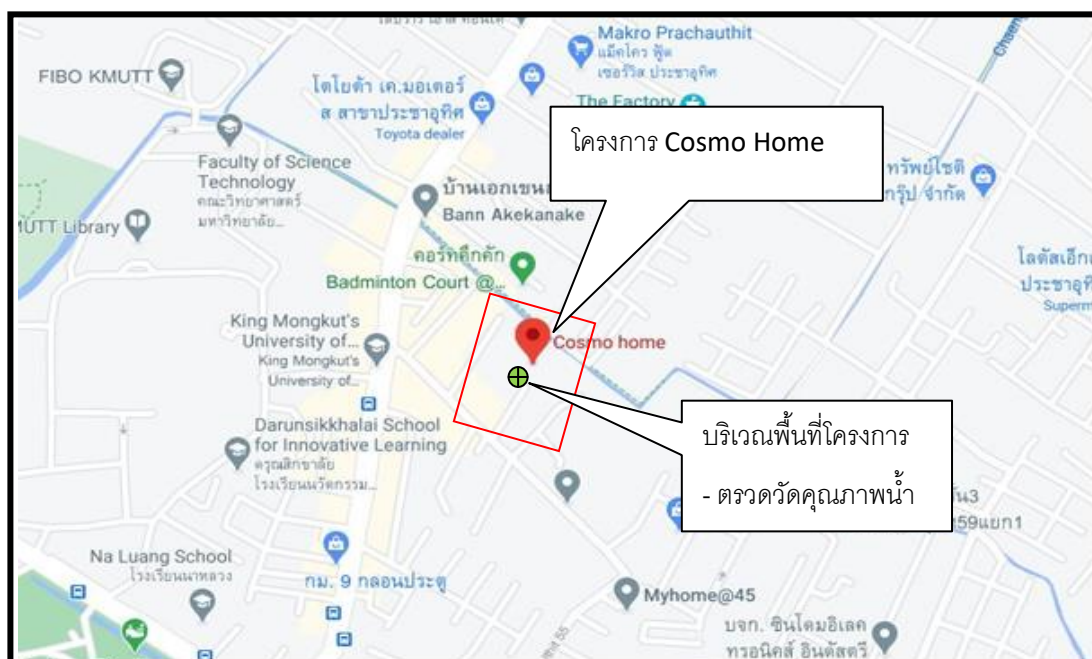 Makro Prachauthit
แม็คโคร ฟู้ด
เซอร์วิส ประชาอุทิศ
FIBO KMUTT
โตโยต้า เค.มอเตอร์
ส สาขาประชาอุทิศ
Toyota dealer
The Factory
โครงการ Cosmo Home
Faculty of Science
Technology
คณะวิทยาศาสตร์
มหาวิทยาลัย...
ทรัพย์โชติ
กรุ๊ป จำกัด
บ้านเอกเขนก
Bann Akekanake
Library
คอร์ทฮึกคัก
Badminton Court @...
โลตัสเอ็ก
ประชาอุทิ
Superm
King Mongkut's
University of...
King Mongkut's
University of...
Cosmo home
Darunsikkhalai School
for Innovative Learning
ดรุณสิกขาลัย
โรงเรียนนวัตกรรม...
บริเวณพื้นที่โครงการ
- ตรวดวัดคุณภาพน้ำ
59แยก1
Na Luang School
โรงเรียนนาหลวง
กม. 9 กลอนประตู
Myhome@45
บจก. ซินโดมอิเลค
ทรอนิคส์ อินดัสตรี